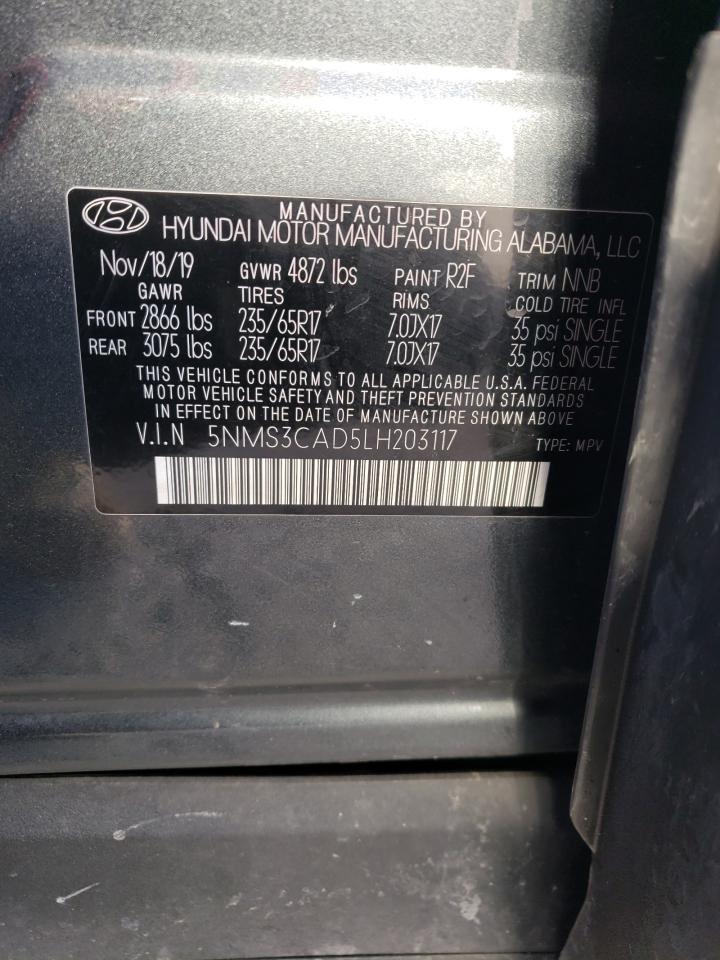 MANUFACTURED BY
HYUNDAI MOTOR MANUFACTURING ALABAMA, LLC
Nov/18/19 GVWR 4872 lbs PAINT R2F TRIM NNB
GAWR TIRES RIMS COLD TIRE INFL
FRONT 2866 lbs 235/65R17 7.0JX17 35 psi SINGLE
REAR 3075 lbs 235/65R17 7.0JX17 35 psi SINGLE
THIS VEHICLE CONFORMS TO ALL APPLICABLE U.S.A. FEDERAL
MOTOR VEHICLE SAFETY AND THEFT PREVENTION STANDARDS
IN EFFECT ON THE DATE OF MANUFACTURE SHOWN ABOVE
V.I.N 5NMS3CAD5LH203117 TYPE: MPV